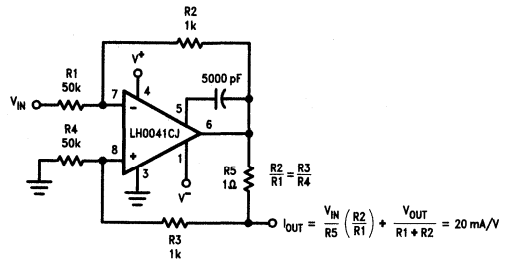 R2
1k
V+
5000 pF
R1
50k
7
4
5
VIN
−
LH0041CJ
6
R4
50k
8
+
1
3
V−
R5
1Ω
R2/R1 = R3/R4
R3
1k
IOUT = VIN/R5 (R2/R1) + VOUT/(R1 + R2) = 20 mA/V